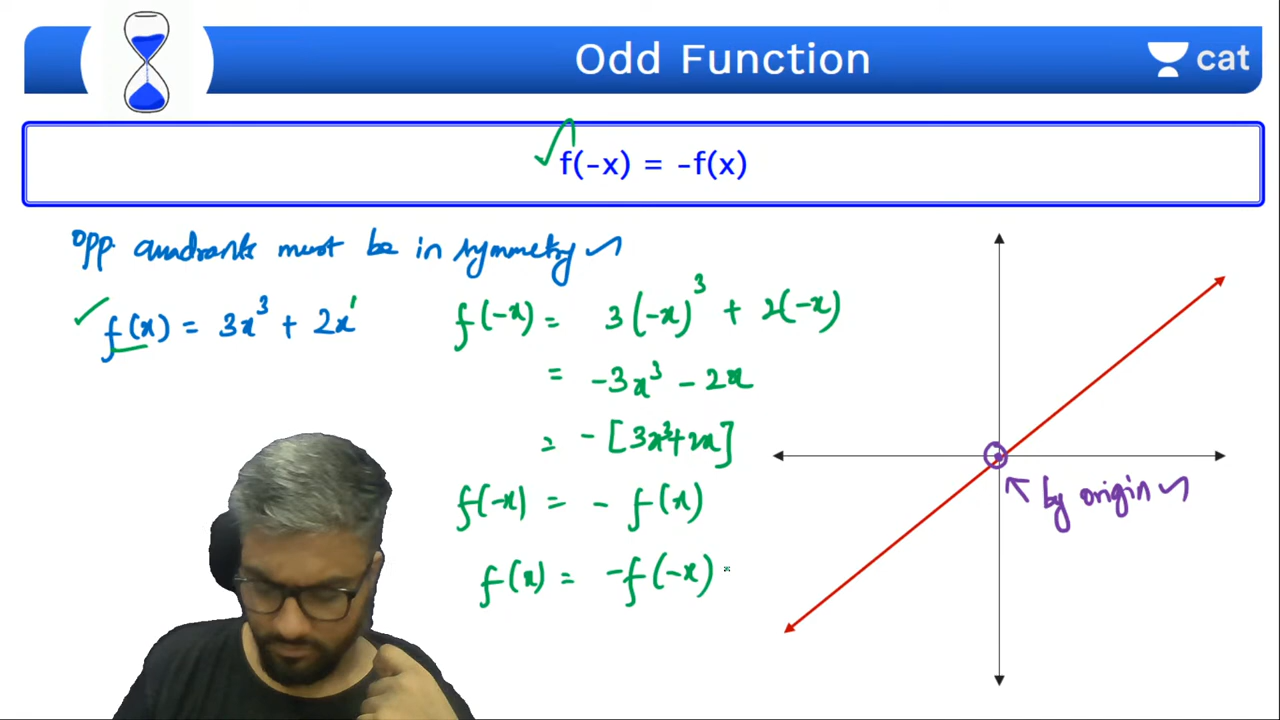 Odd Function
cat
f(-x) = -f(x)
opp. quadrants must be in symmetry
f(x) = 3x³ + 2x¹
f(-x) = 3(-x)³ + 2(-x)
= -3x³ - 2x
= - [3x³+2x]
f(-x) = - f(x)
f(x) = -f(-x)
by origin